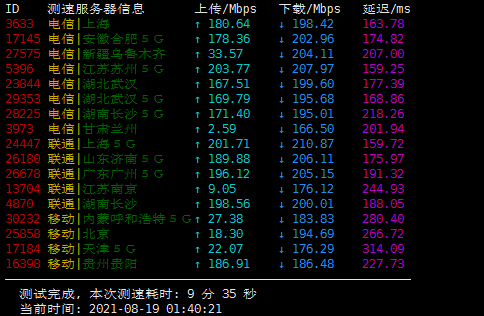 ID 测速服务器信息 上传/Mbps 下载/Mbps 延迟/ms
3633 电信|上海 ↑ 180.64 ↓ 198.42 163.78
17145 电信|安徽合肥５Ｇ ↑ 178.36 ↓ 202.96 174.82
27575 电信|新疆乌鲁木齐 ↑ 33.57 ↓ 204.11 207.00
5396 电信|江苏苏州５Ｇ ↑ 203.77 ↓ 207.97 159.25
23844 电信|湖北武汉 ↑ 167.51 ↓ 199.60 177.39
29353 电信|湖北武汉５Ｇ ↑ 169.79 ↓ 195.68 168.86
28225 电信|湖南长沙５Ｇ ↑ 171.40 ↓ 195.01 218.26
3973 电信|甘肃兰州 ↑ 2.59 ↓ 166.50 201.94
24447 联通|上海５Ｇ ↑ 201.71 ↓ 210.87 159.72
26180 联通|山东济南５Ｇ ↑ 189.88 ↓ 206.11 175.97
26678 联通|广东广州５Ｇ ↑ 196.12 ↓ 205.15 191.32
13704 联通|江苏南京 ↑ 9.05 ↓ 176.12 244.93
4870 联通|湖南长沙 ↑ 198.56 ↓ 200.01 188.05
30232 移动|内蒙呼和浩特５Ｇ ↑ 27.38 ↓ 183.83 280.40
25858 移动|北京 ↑ 18.30 ↓ 194.69 266.72
17184 移动|天津５Ｇ ↑ 22.07 ↓ 176.29 314.09
16398 移动|贵州贵阳 ↑ 186.91 ↓ 186.48 227.73
测试完成, 本次测速耗时: 9 分 35 秒
当前时间: 2021-08-19 01:40:21